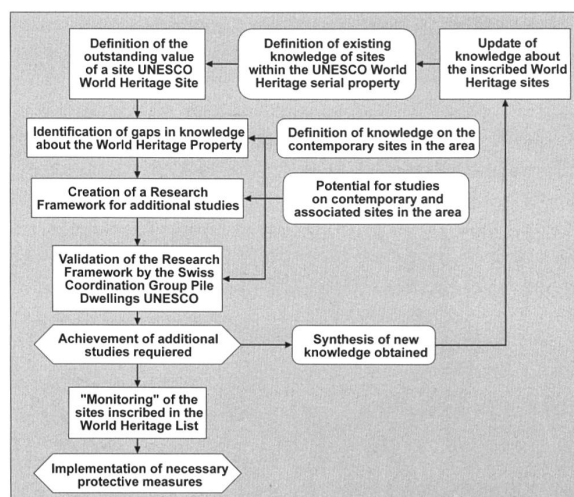 Definition of the
outstanding value
of a site UNESCO
World Heritage Site
Definition of existing
knowledge of sites
within the UNESCO World
Heritage serial property
Update of
knowledge about
the inscribed World
Heritage sites
Identification of gaps in knowledge
about the World Heritage Property
Definition of knowledge on the
contemporary sites in the area
Creation of a Research
Framework for additional studies
Potential for studies
on contemporary and
associated sites in the area
Validation of the Research
Framework by the Swiss
Coordination Group Pile
Dwellings UNESCO
Achievement of additional
studies requiered
Synthesis of new
knowledge obtained
"Monitoring" of the
sites inscribed in the
World Heritage List
Implementation of necessary
protective measures